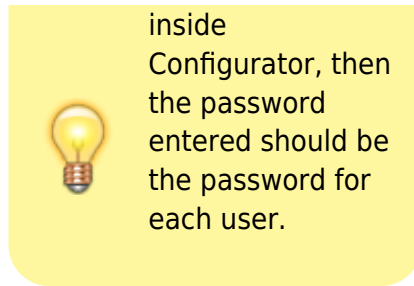 inside
Configurator, then
the password
entered should be
the password for
each user.